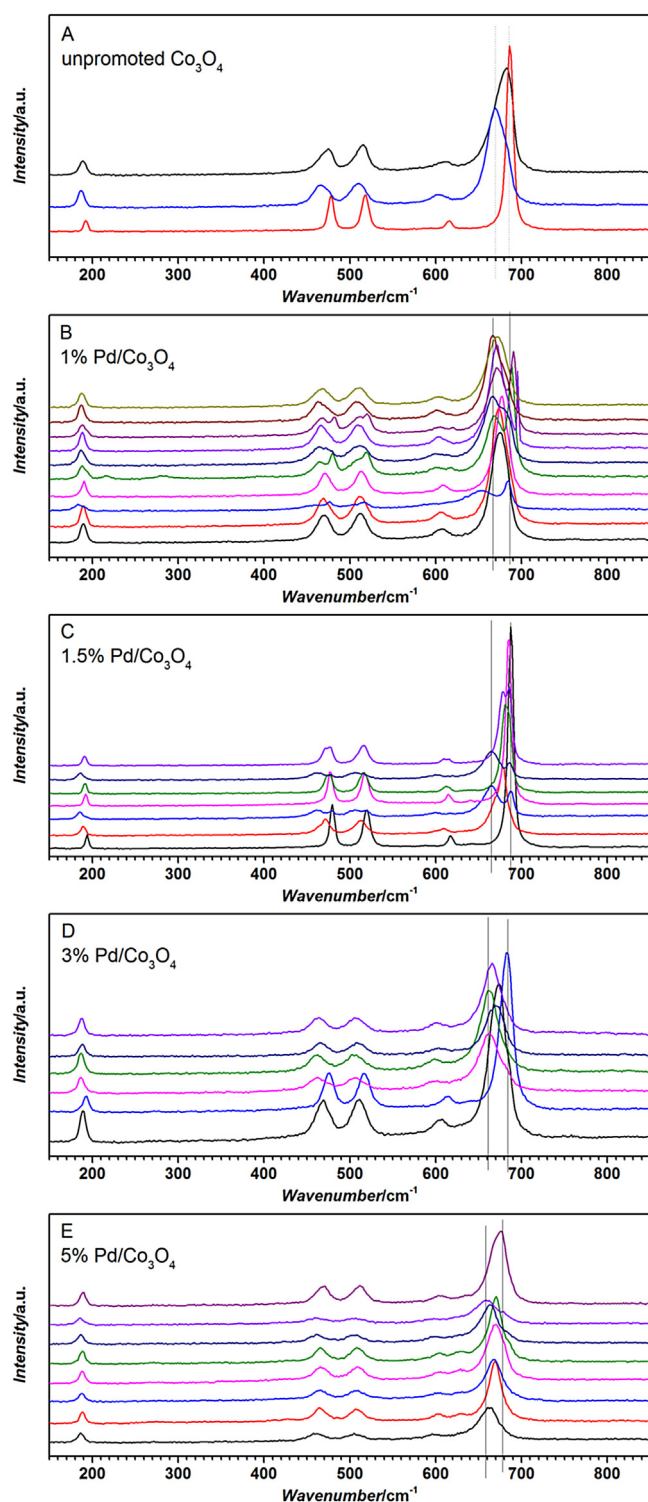 A
unpromoted Co₃O₄
Intensity/a.u.
200 300 400 500 600 700 800
Wavenumber/cm⁻¹
B
1% Pd/Co₃O₄
Intensity/a.u.
200 300 400 500 600 700 800
Wavenumber/cm⁻¹
C
1.5% Pd/Co₃O₄
Intensity/a.u.
200 300 400 500 600 700 800
Wavenumber/cm⁻¹
D
3% Pd/Co₃O₄
Intensity/a.u.
200 300 400 500 600 700 800
Wavenumber/cm⁻¹
E
5% Pd/Co₃O₄
Intensity/a.u.
200 300 400 500 600 700 800
Wavenumber/cm⁻¹